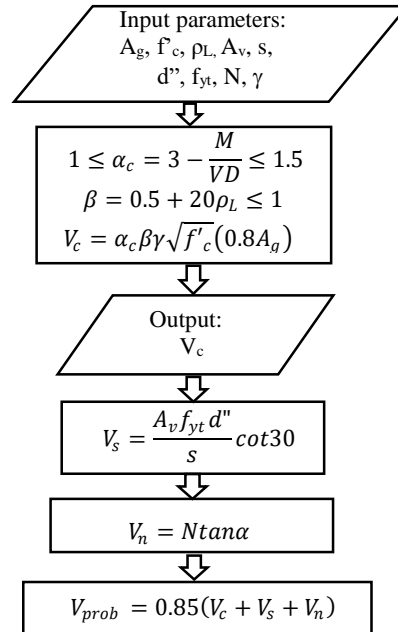 Input parameters:
A_g, f'_c, ρ_L, A_v, s,
d”, f_yt, N, γ
1 ≤ α_c = 3 − M/VD ≤ 1.5
β = 0.5 + 20ρ_L ≤ 1
V_c = α_c βγ√f'_c (0.8A_g)
Output:
V_c
V_s = A_v f_yt d"/s cot30
V_n = Ntanα
V_prob = 0.85(V_c + V_s + V_n)